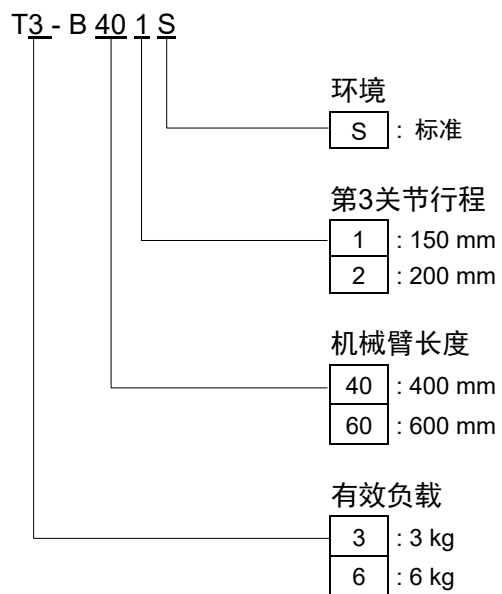 T3 - B 40 1 S
环境
S : 标准
第3关节行程
1 : 150 mm
2 : 200 mm
机械臂长度
40 : 400 mm
60 : 600 mm
有效负载
3 : 3 kg
6 : 6 kg